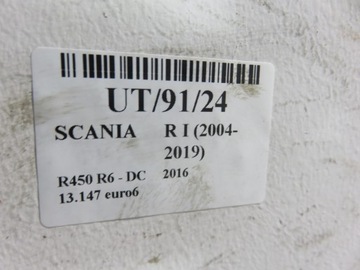 UT/91/24
SCANIA R I (2004-
2019)
R450 R6 - DC 2016
13.147 euro6